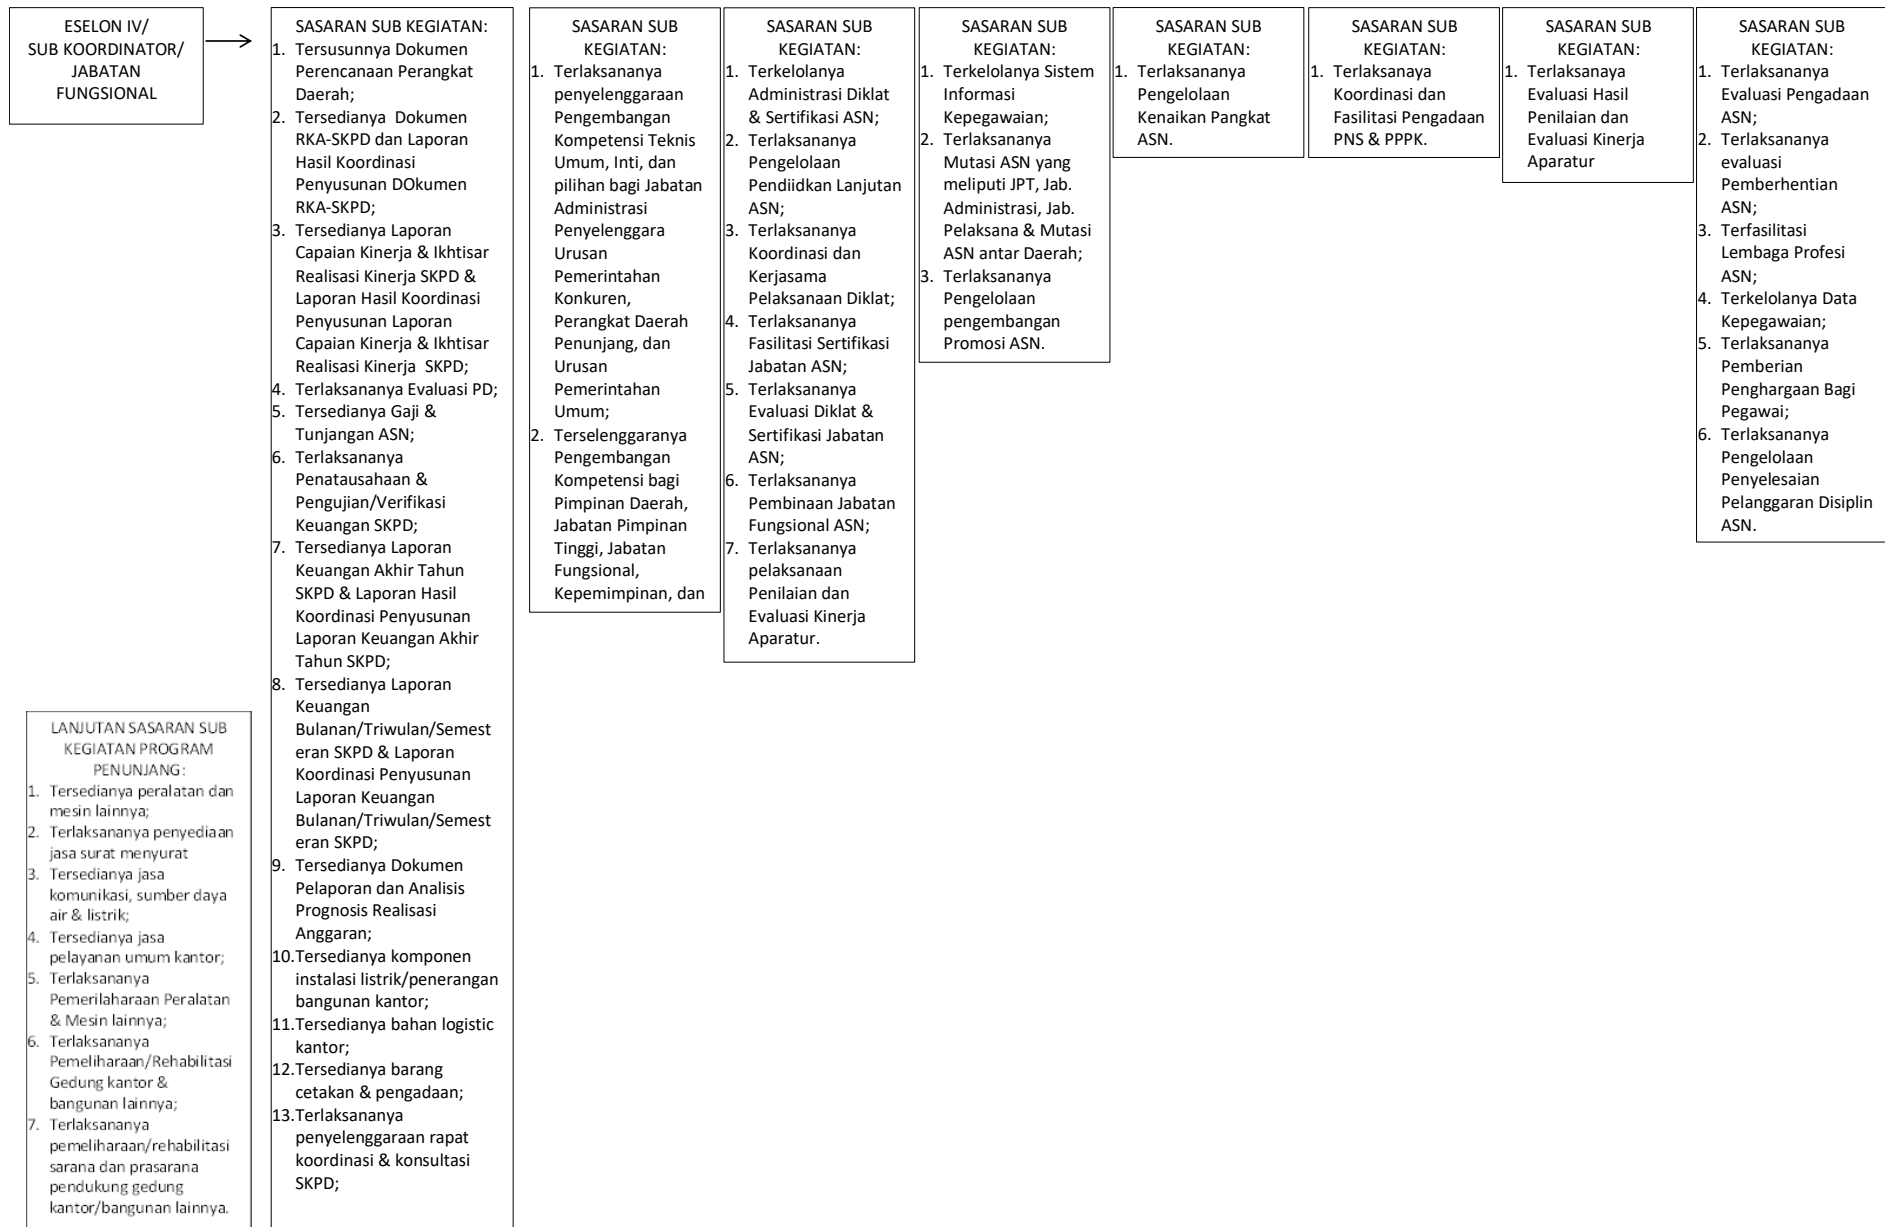 ESELON IV/
SUB KOORDINATOR/
JABATAN
FUNGSIONAL
SASARAN SUB KEGIATAN:
1. Tersusunnya Dokumen
Perencanaan Perangkat
Daerah;
2. Tersedianya Dokumen
RKA-SKPD dan Laporan
Hasil Koordinasi
Penyusunan DOkumen
RKA-SKPD;
3. Tersedianya Laporan
Capaian Kinerja & Ikhtisar
Realisasi Kinerja SKPD &
Laporan Hasil Koordinasi
Penyusunan Laporan
Capaian Kinerja & Ikhtisar
Realisasi Kinerja SKPD;
4. Terlaksananya Evaluasi PD;
5. Tersedianya Gaji &
Tunjangan ASN;
6. Terlaksananya
Penatausahaan &
Pengujian/Verifikasi
Keuangan SKPD;
7. Tersedianya Laporan
Keuangan Akhir Tahun
SKPD & Laporan Hasil
Koordinasi Penyusunan
Laporan Keuangan Akhir
Tahun SKPD;
8. Tersedianya Laporan
Keuangan
Bulanan/Triwulan/Semest
eran SKPD & Laporan
Koordinasi Penyusunan
Laporan Keuangan
Bulanan/Triwulan/Semest
eran SKPD;
9. Tersedianya Dokumen
Pelaporan dan Analisis
Prognosis Realisasi
Anggaran;
10.Tersedianya komponen
instalasi listrik/penerangan
bangunan kantor;
11.Tersedianya bahan logistic
kantor;
12.Tersedianya barang
cetakan & pengadaan;
13.Terlaksananya
penyelenggaraan rapat
koordinasi & konsultasi
SKPD;
SASARAN SUB
KEGIATAN:
1. Terlaksananya
penyelenggaraan
Pengembangan
Kompetensi Teknis
Umum, Inti, dan
pilihan bagi Jabatan
Administrasi
Penyelenggara
Urusan
Pemerintahan
Konkuren,
Perangkat Daerah
Penunjang, dan
Urusan
Pemerintahan
Umum;
2. Terselenggaranya
Pengembangan
Kompetensi bagi
Pimpinan Daerah,
Jabatan Pimpinan
Tinggi, Jabatan
Fungsional,
Kepemimpinan, dan
SASARAN SUB
KEGIATAN:
1. Terkelolanya
Administrasi Diklat
& Sertifikasi ASN;
2. Terlaksananya
Pengelolaan
Pendiidkan Lanjutan
ASN;
3. Terlaksananya
Koordinasi dan
Kerjasama
Pelaksanaan Diklat;
4. Terlaksananya
Fasilitasi Sertifikasi
Jabatan ASN;
5. Terlaksananya
Evaluasi Diklat &
Sertifikasi Jabatan
ASN;
6. Terlaksananya
Pembinaan Jabatan
Fungsional ASN;
7. Terlaksananya
pelaksanaan
Penilaian dan
Evaluasi Kinerja
Aparatur.
SASARAN SUB
KEGIATAN:
1. Terkelolanya Sistem
Informasi
Kepegawaian;
2. Terlaksananya
Mutasi ASN yang
meliputi JPT, Jab.
Administrasi, Jab.
Pelaksana & Mutasi
ASN antar Daerah;
3. Terlaksananya
Pengelolaan
pengembangan
Promosi ASN.
SASARAN SUB
KEGIATAN:
1. Terlaksananya
Pengelolaan
Kenaikan Pangkat
ASN.
SASARAN SUB
KEGIATAN:
1. Terlaksanaya
Koordinasi dan
Fasilitasi Pengadaan
PNS & PPPK.
SASARAN SUB
KEGIATAN:
1. Terlaksanaya
Evaluasi Hasil
Penilaian dan
Evaluasi Kinerja
Aparatur
SASARAN SUB
KEGIATAN:
1. Terlaksananya
Evaluasi Pengadaan
ASN;
2. Terlaksananya
evaluasi
Pemberhentian
ASN;
3. Terfasilitasi
Lembaga Profesi
ASN;
4. Terkelolanya Data
Kepegawaian;
5. Terlaksananya
Pemberian
Penghargaan Bagi
Pegawai;
6. Terlaksananya
Pengelolaan
Penyelesaian
Pelanggaran Disiplin
ASN.
LANJUTAN SASARAN SUB
KEGIATAN PROGRAM
PENUNJANG:
1. Tersedianya peralatan dan
mesin lainnya;
2. Terlaksananya penyediaan
jasa surat menyurat
3. Tersedianya jasa
komunikasi, sumber daya
air & listrik;
4. Tersedianya jasa
pelayanan umum kantor;
5. Terlaksananya
Pemerilaharaan Peralatan
& Mesin lainnya;
6. Terlaksananya
Pemeliharaan/Rehabilitasi
Gedung kantor &
bangunan lainnya;
7. Terlaksananya
pemeliharaan/rehabilitasi
sarana dan prasarana
pendukung gedung
kantor/bangunan lainnya.